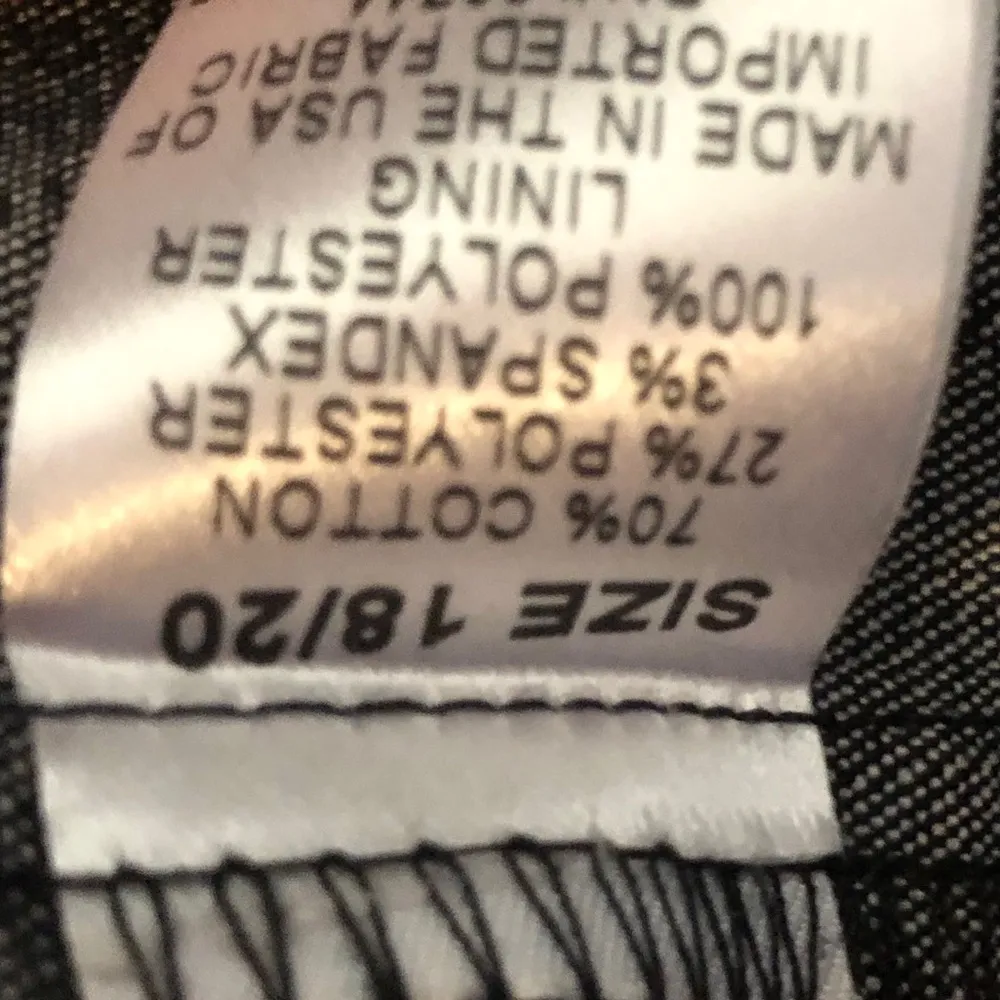 SIZE 18/20
70% COTTON
27% POLYESTER
3% SPANDEX
100% POLYESTER
LINING
MADE IN THE USA OF
IMPORTED FABRIC